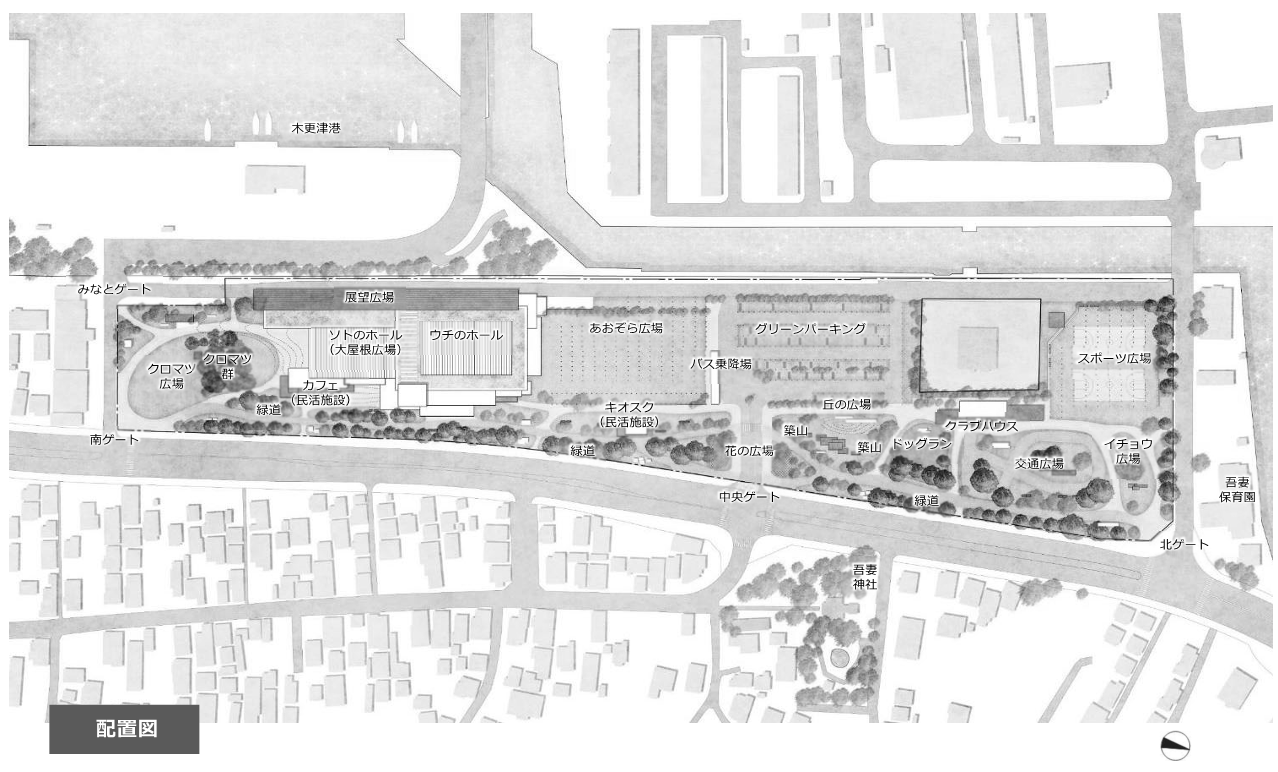 木更津港
みなとゲート
展望広場
ソトのホール
(大屋根広場)
ウチのホール
あおぞら広場
グリーンパーキング
スポーツ広場
クロマツ
広場
クロマツ
群
カフェ
(民活施設)
バス乗降場
緑道
キオスク
(民活施設)
丘の広場
クラブハウス
南ゲート
緑道
花の広場
築山
築山
ドッグラン
交通広場
イチョウ
広場
中央ゲート
緑道
吾妻
保育園
北ゲート
吾妻
神社
配置図